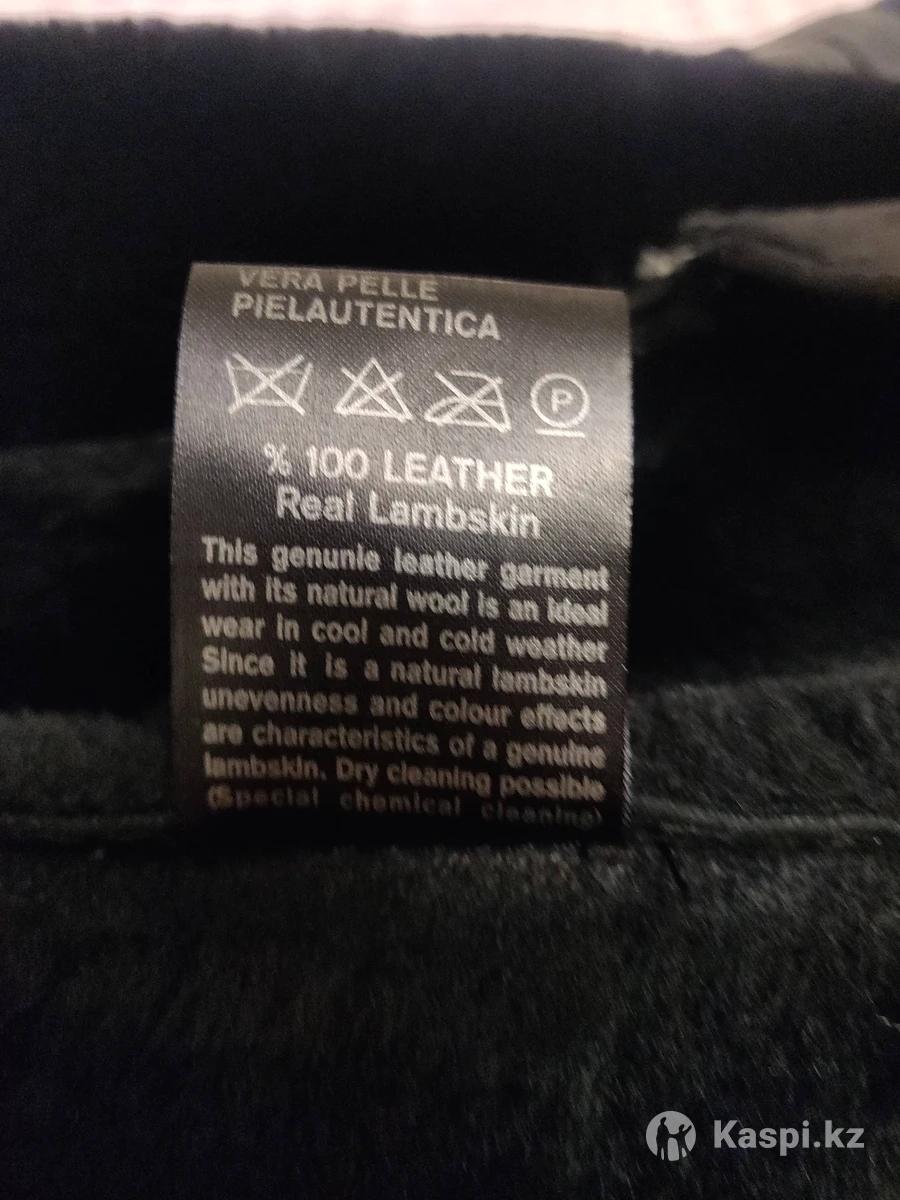 VERA PELLE
PIELAUTENTICA
P
% 100 LEATHER
Real Lambskin
This genunie leather garment
with its natural wool is an ideal
wear in cool and cold weather
Since it is a natural lambskin
unevenness and colour effects
are characteristics of a genuine
lambskin. Dry cleaning possible
(Special chemical cleaning)
Kaspi.kz